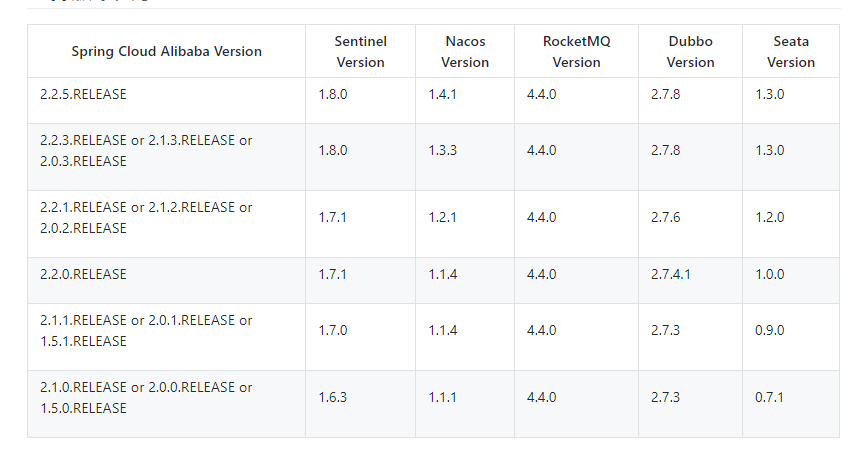 Spring Cloud Alibaba Version Sentinel Version Nacos Version RocketMQ Version Dubbo Version Seata Version
2.2.5.RELEASE 1.8.0 1.4.1 4.4.0 2.7.8 1.3.0
2.2.3.RELEASE or 2.1.3.RELEASE or 2.0.3.RELEASE 1.8.0 1.3.3 4.4.0 2.7.8 1.3.0
2.2.1.RELEASE or 2.1.2.RELEASE or 2.0.2.RELEASE 1.7.1 1.2.1 4.4.0 2.7.6 1.2.0
2.2.0.RELEASE 1.7.1 1.1.4 4.4.0 2.7.4.1 1.0.0
2.1.1.RELEASE or 2.0.1.RELEASE or 1.5.1.RELEASE 1.7.0 1.1.4 4.4.0 2.7.3 0.9.0
2.1.0.RELEASE or 2.0.0.RELEASE or 1.5.0.RELEASE 1.6.3 1.1.1 4.4.0 2.7.3 0.7.1